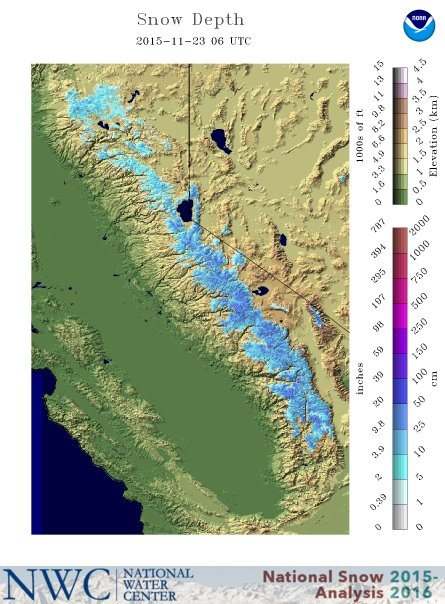 Snow Depth
2015-11-23 06 UTC
NOAA
1000s of ft
0 1.6 3.3 4.9 6.6 8.2 9.8 11 13 15
Elevation (km)
0 0.5 1 1.5 2 2.5 3 3.5 4 4.5
inches
0 0.39 2 3.9 9.8 20 39 59 98 197 295 394 787
cm
0 1 5 10 25 50 100 150 250 500 750 1000 2000
NWC NATIONAL WATER CENTER
National Snow Analysis
2015-2016